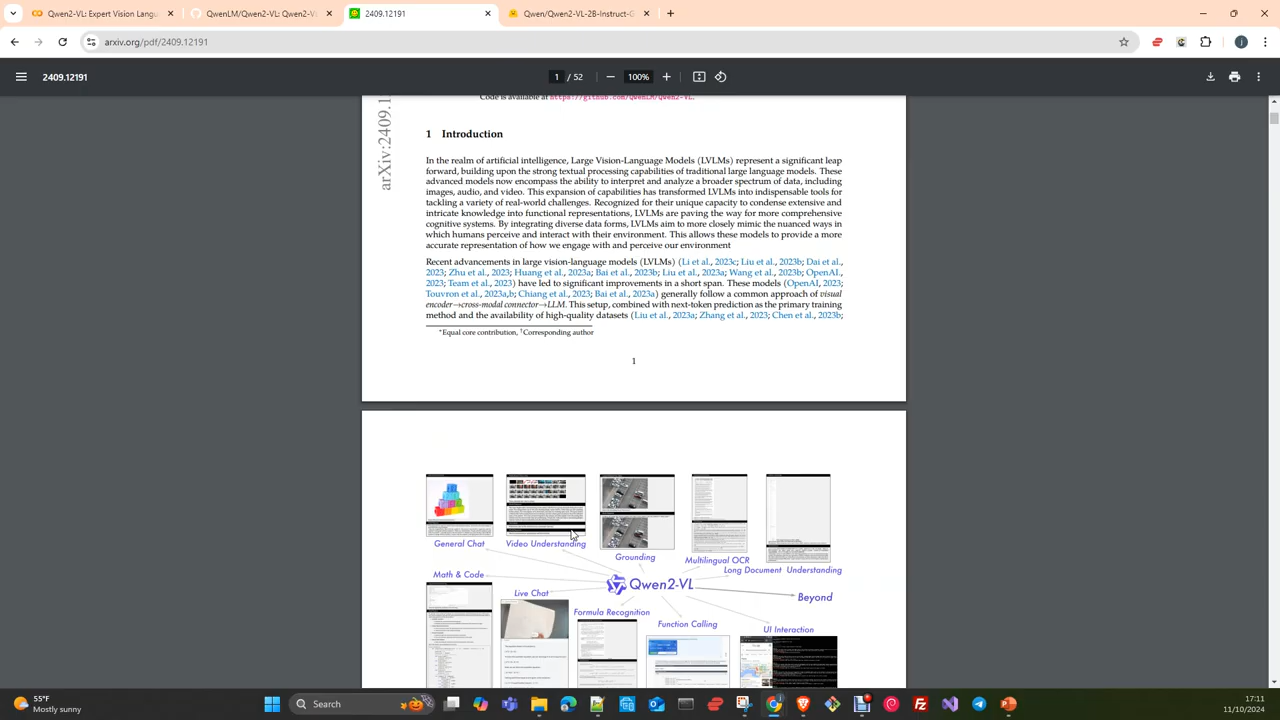 Qwen2-VL: Expert Vision Langu
QwenLM/Qwen2-VL: Qwen2-VL
2409.12191
Qwen/Qwen2-VL-2B-Instruct-G
arxiv.org/pdf/2409.12191
2409.12191
1 / 52
100%
Code is available at https://github.com/QwenLM/Qwen2-VL.
arXiv:2409.1
1 Introduction
In the realm of artificial intelligence, Large Vision-Language Models (LVLMs) represent a significant leap
forward, building upon the strong textual processing capabilities of traditional large language models. These
advanced models now encompass the ability to interpret and analyze a broader spectrum of data, including
images, audio, and video. This expansion of capabilities has transformed LVLMs into indispensable tools for
tackling a variety of real-world challenges. Recognized for their unique capacity to condense extensive and
intricate knowledge into functional representations, LVLMs are paving the way for more comprehensive
cognitive systems. By integrating diverse data forms, LVLMs aim to more closely mimic the nuanced ways in
which humans perceive and interact with their environment. This allows these models to provide a more
accurate representation of how we engage with and perceive our environment
Recent advancements in large vision-language models (LVLMs) (Li et al., 2023c; Liu et al., 2023b; Dai et al.,
2023; Zhu et al., 2023; Huang et al., 2023a; Bai et al., 2023b; Liu et al., 2023a; Wang et al., 2023b; OpenAI.,
2023; Team et al., 2023) have led to significant improvements in a short span. These models (OpenAI, 2023;
Touvron et al., 2023a,b; Chiang et al., 2023; Bai et al., 2023a) generally follow a common approach of visual
encoder→cross-modal connector→LLM. This setup, combined with next-token prediction as the primary training
method and the availability of high-quality datasets (Liu et al., 2023a; Zhang et al., 2023; Chen et al., 2023b;
*Equal core contribution, †Corresponding author
1
General Chat
Video Understanding
Grounding
Multilingual OCR
Long Document Understanding
Math & Code
Qwen2-VL
Live Chat
Beyond
Formula Recognition
Function Calling
UI Interaction
55°F
Mostly sunny
Search
17:11
11/10/2024